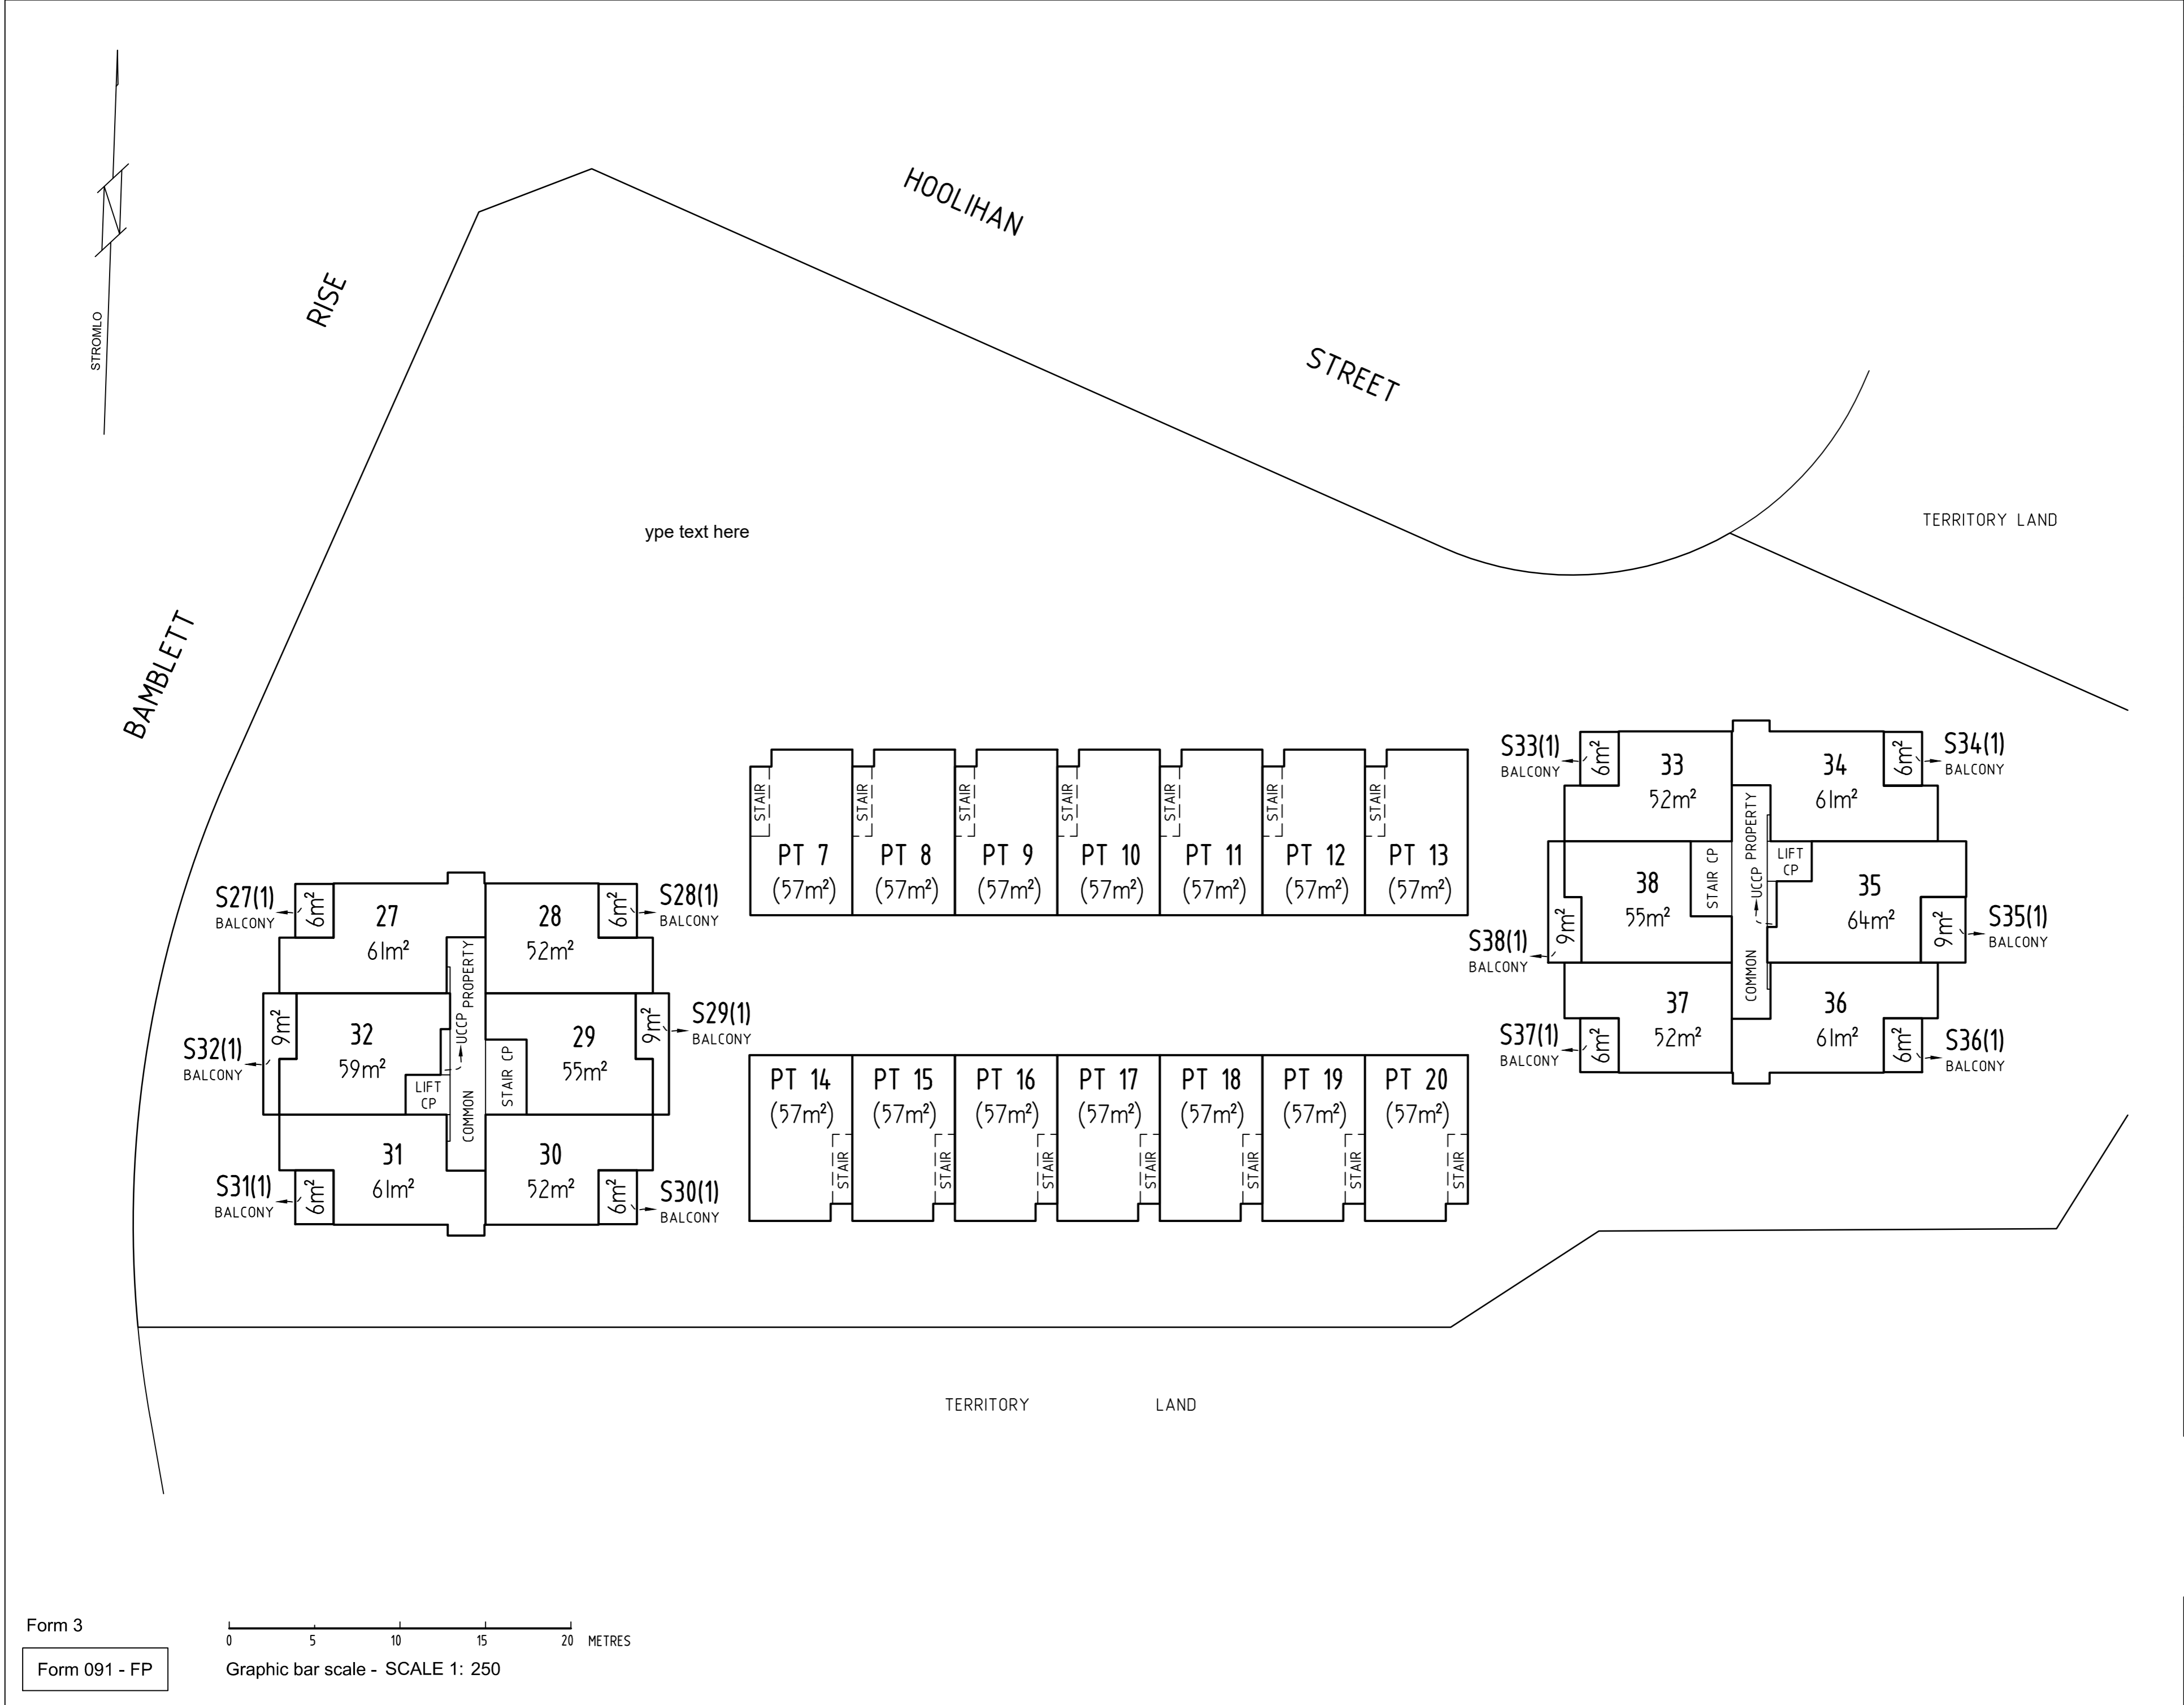 HOOLIHAN
STREET
RISE
BAMBLETT
STROMLO
ype text here
TERRITORY LAND
S27(1)
BALCONY
6m²
27
61m²
28
52m²
6m²
S28(1)
BALCONY
S32(1)
BALCONY
9m²
32
59m²
LIFT
CP
COMMON PROPERTY
UCCP
STAIR CP
29
55m²
9m²
S29(1)
BALCONY
S31(1)
BALCONY
6m²
31
61m²
30
52m²
6m²
S30(1)
BALCONY
STAIR STAIR STAIR STAIR STAIR STAIR STAIR
PT 7 PT 8 PT 9 PT 10 PT 11 PT 12 PT 13
(57m²) (57m²) (57m²) (57m²) (57m²) (57m²) (57m²)
PT 14 PT 15 PT 16 PT 17 PT 18 PT 19 PT 20
(57m²) (57m²) (57m²) (57m²) (57m²) (57m²) (57m²)
STAIR STAIR STAIR STAIR STAIR STAIR STAIR
S33(1)
BALCONY
6m²
33
52m²
34
61m²
6m²
S34(1)
BALCONY
S38(1)
BALCONY
9m²
38
55m²
STAIR CP
COMMON PROPERTY
UCCP
LIFT
CP
35
64m²
9m²
S35(1)
BALCONY
S37(1)
BALCONY
6m²
37
52m²
36
61m²
6m²
S36(1)
BALCONY
TERRITORY LAND
Form 3
Form 091 - FP
0 5 10 15 20 METRES
Graphic bar scale - SCALE 1: 250